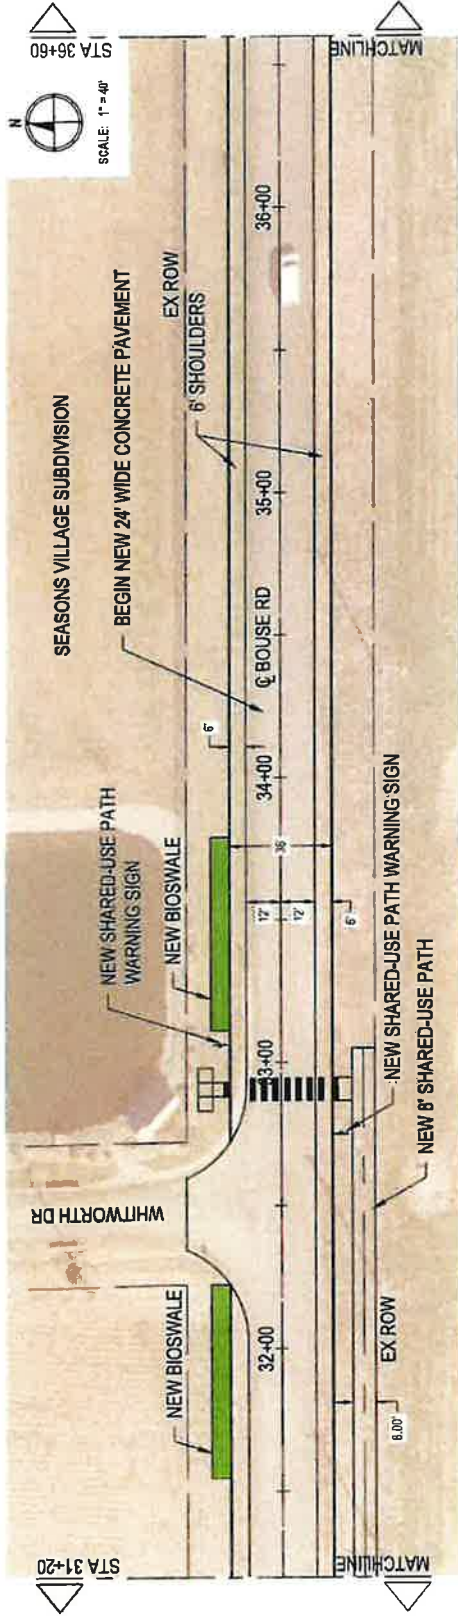 STA 36+60
MATCHLINE
N
SCALE: 1" = 40'
SEASONS VILLAGE SUBDIVISION
BEGIN NEW 24' WIDE CONCRETE PAVEMENT
EX ROW
6' SHOULDERS
NEW SHARED-USE PATH
WARNING SIGN
NEW BIOSWALE
WHITWORTH DR
NEW BIOSWALE
6'
℄ BOUSE RD
32+00
33+00
34+00
35+00
36+00
36'
12'
12'
6'
NEW SHARED-USE PATH WARNING SIGN
NEW 8' SHARED-USE PATH
EX ROW
STA 31+20
MATCHLINE